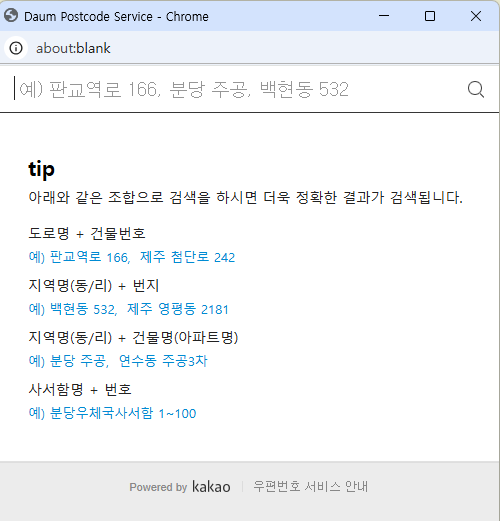 Daum Postcode Service - Chrome
about:blank
예) 판교역로 166, 분당 주공, 백현동 532
tip
아래와 같은 조합으로 검색을 하시면 더욱 정확한 결과가 검색됩니다.
도로명 + 건물번호
예) 판교역로 166, 제주 첨단로 242
지역명(동/리) + 번지
예) 백현동 532, 제주 영평동 2181
지역명(동/리) + 건물명(아파트명)
예) 분당 주공, 연수동 주공3차
사서함명 + 번호
예) 분당우체국사서함 1~100
Powered by kakao 우편번호 서비스 안내